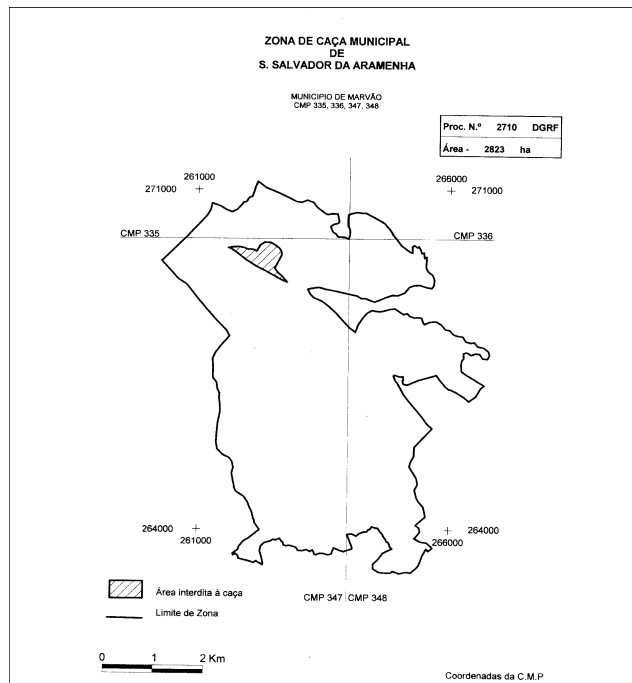 ZONA DE CAÇA MUNICIPAL
DE
S. SALVADOR DA ARAMENHA
MUNICIPIO DE MARVÃO
CMP 335, 336, 347, 348
Proc. N.º 2710 DGRF
Área - 2823 ha
261000
271000
266000
271000
CMP 335
CMP 336
264000
261000
264000
266000
CMP 347
CMP 348
Área interdita à caça
Limite de Zona
0 1 2 Km
Coordenadas da C.M.P